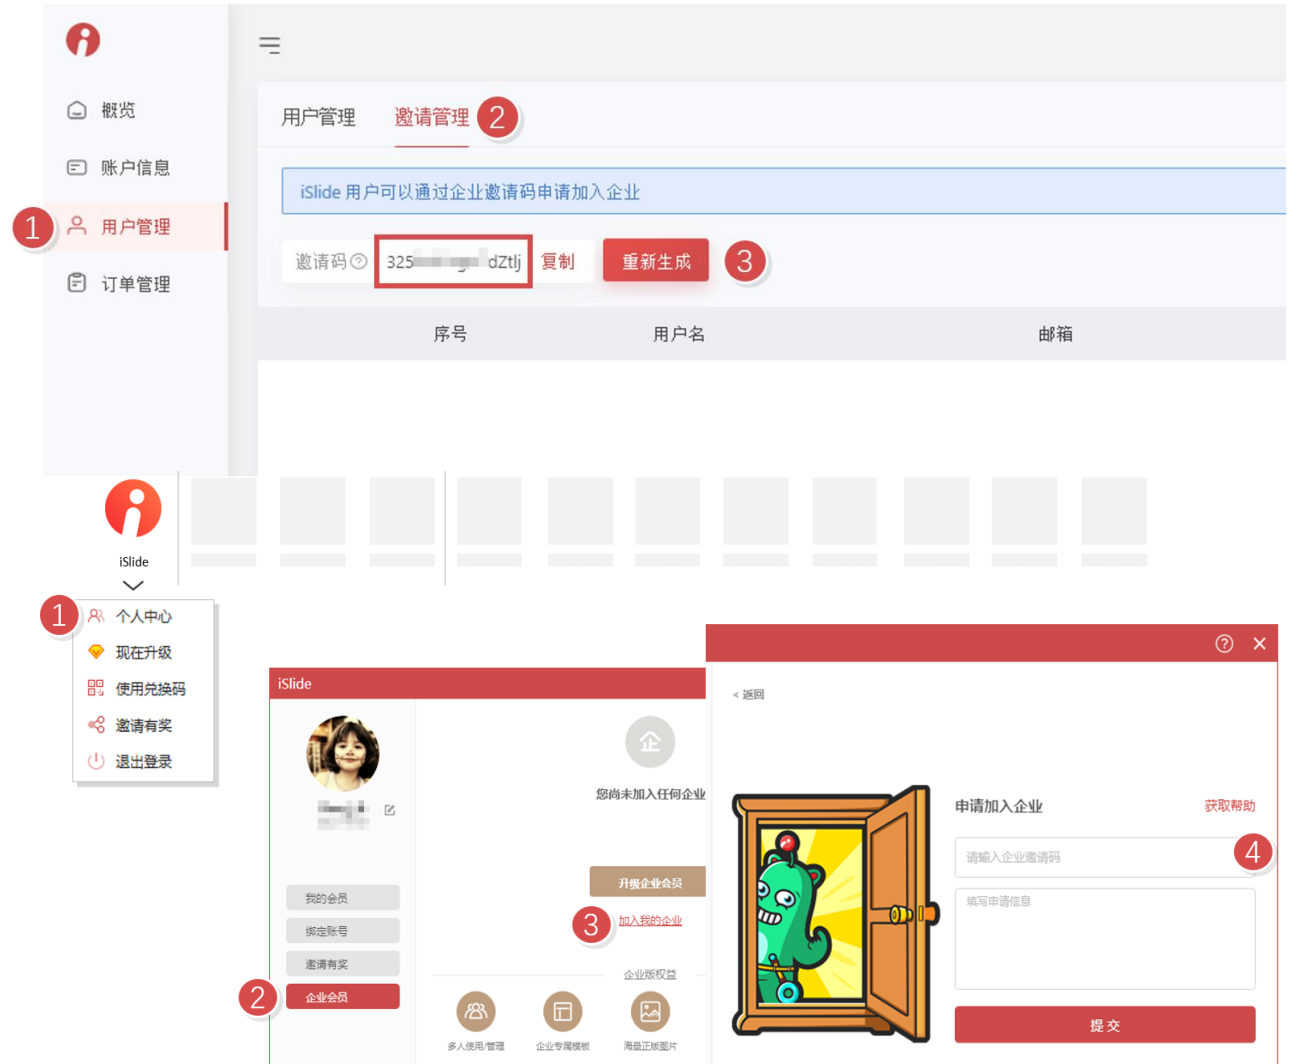 概览
账户信息
1
用户管理
订单管理
用户管理 邀请管理 2
iSlide 用户可以通过企业邀请码申请加入企业
邀请码 325 dZtlj 复制 重新生成 3
序号 用户名 邮箱
iSlide
1 个人中心
现在升级
使用兑换码
邀请有奖
退出登录
iSlide
企
您尚未加入任何企业
升级企业会员
3 加入我的企业
我的会员
绑定账号
邀请有奖
2 企业会员
企业版权益
多人使用/管理 企业专属模板 海量正版图片
< 返回
申请加入企业 获取帮助
请输入企业邀请码 4
填写申请信息
提交